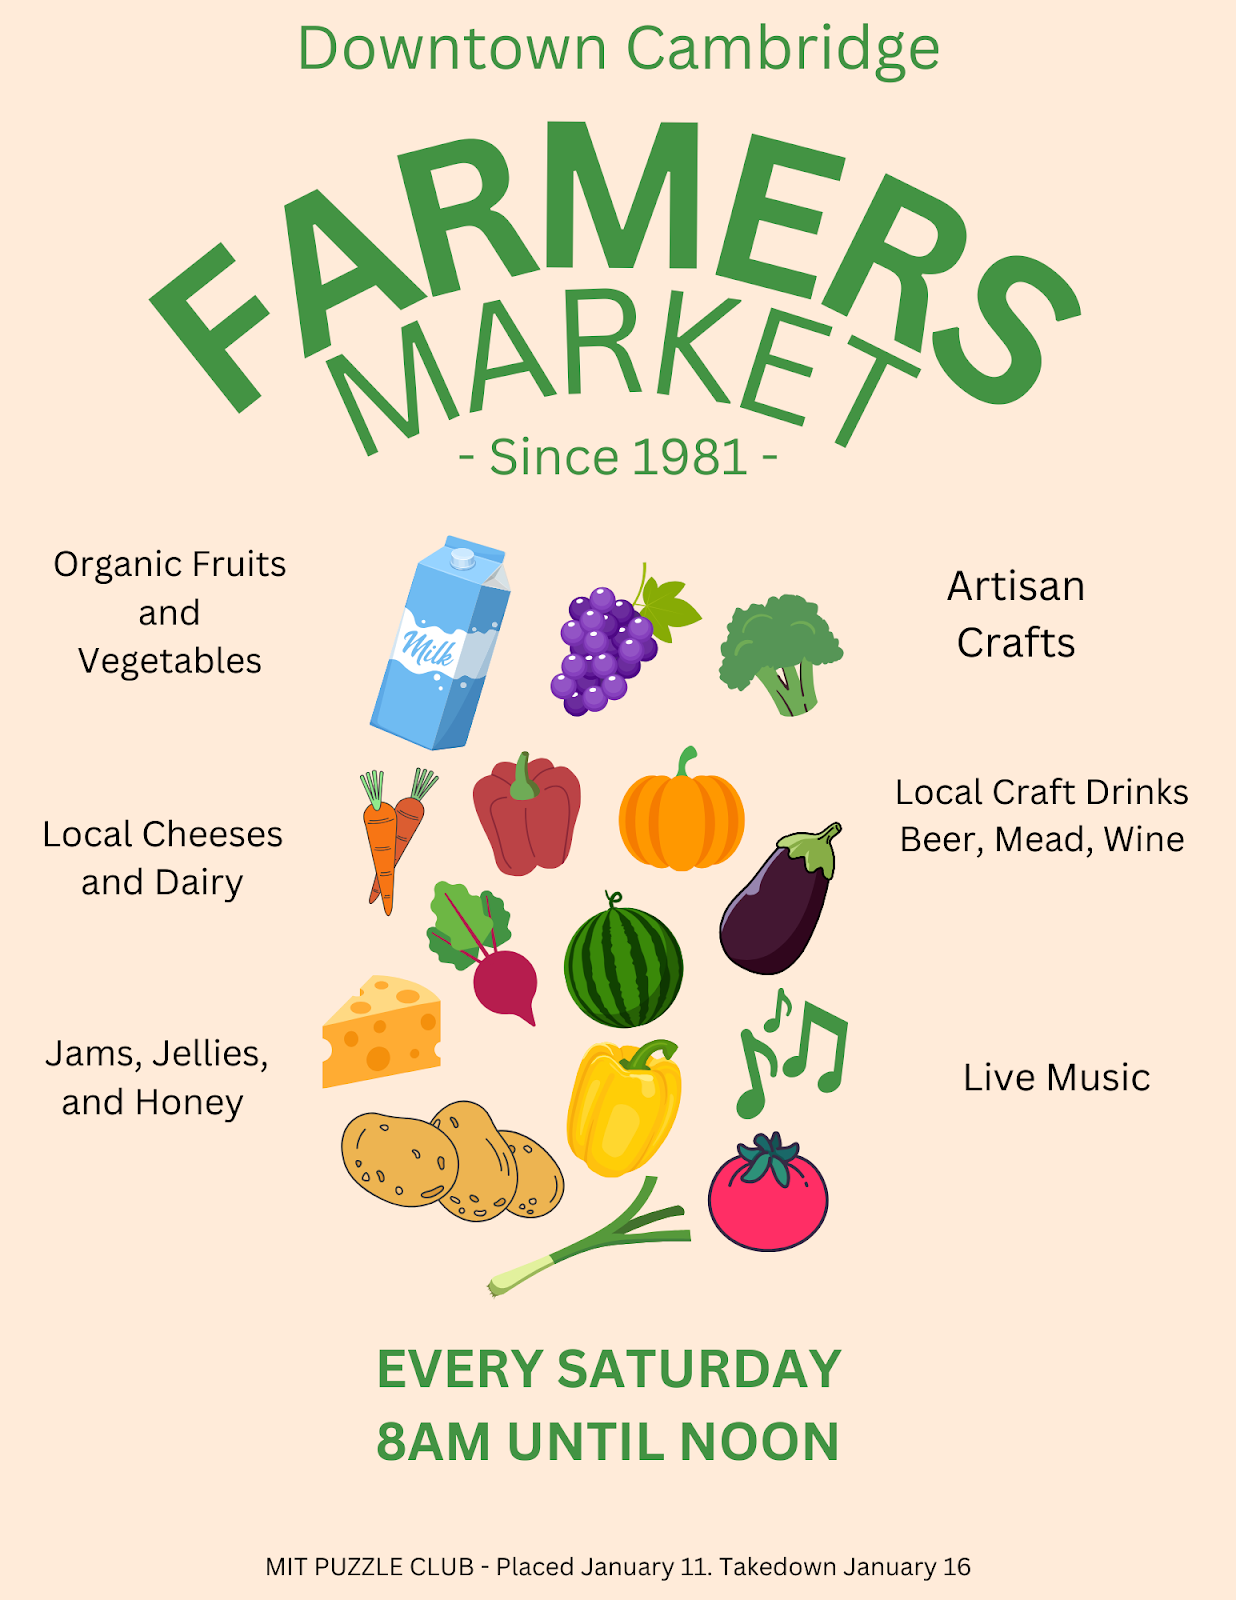 Downtown Cambridge
FARMERS
MARKET
- Since 1981 -
Organic Fruits
and
Vegetables
Milk
Artisan
Crafts
Local Cheeses
and Dairy
Local Craft Drinks
Beer, Mead, Wine
Jams, Jellies,
and Honey
Live Music
EVERY SATURDAY
8AM UNTIL NOON
MIT PUZZLE CLUB - Placed January 11. Takedown January 16